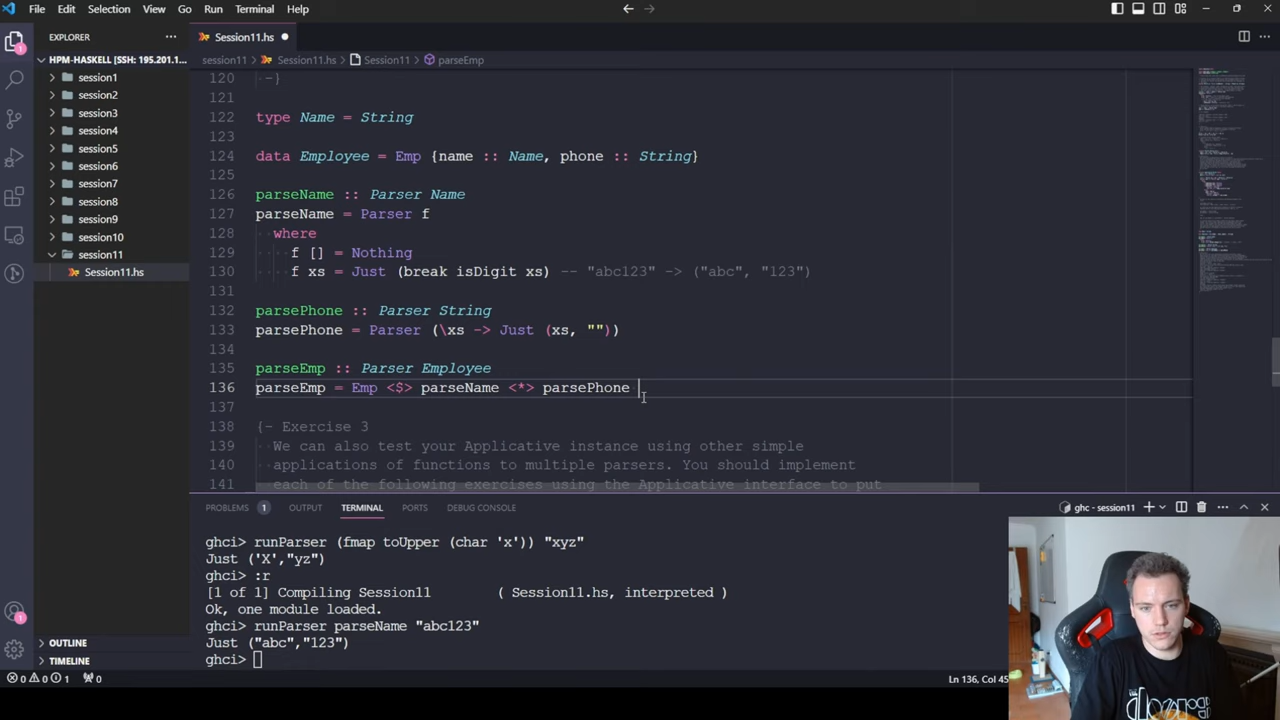 File Edit Selection View Go Run Terminal Help
EXPLORER
Session11.hs
HPM-HASKELL [SSH: 195.201.1...
session11 > Session11.hs > Session11 > parseEmp
session1
session2
session3
session4
session5
session6
session7
session8
session9
session10
session11
Session11.hs
OUTLINE
TIMELINE
120 -}
121
122 type Name = String
123
124 data Employee = Emp {name :: Name, phone :: String}
125
126 parseName :: Parser Name
127 parseName = Parser f
128 where
129 f [] = Nothing
130 f xs = Just (break isDigit xs) -- "abc123" -> ("abc", "123")
131
132 parsePhone :: Parser String
133 parsePhone = Parser (\xs -> Just (xs, ""))
134
135 parseEmp :: Parser Employee
136 parseEmp = Emp <$> parseName <*> parsePhone
137
138 {- Exercise 3
139 We can also test your Applicative instance using other simple
140 applications of functions to multiple parsers. You should implement
141 each of the following exercises using the Applicative interface to put
PROBLEMS 1 OUTPUT TERMINAL PORTS DEBUG CONSOLE
ghc - session11
ghci> runParser (fmap toUpper (char 'x')) "xyz"
Just ('X',"yz")
ghci> :r
[1 of 1] Compiling Session11 ( Session11.hs, interpreted )
Ok, one module loaded.
ghci> runParser parseName "abc123"
Just ("abc","123")
ghci>
0 0 1 0
Ln 136, Col 45
THE
doors